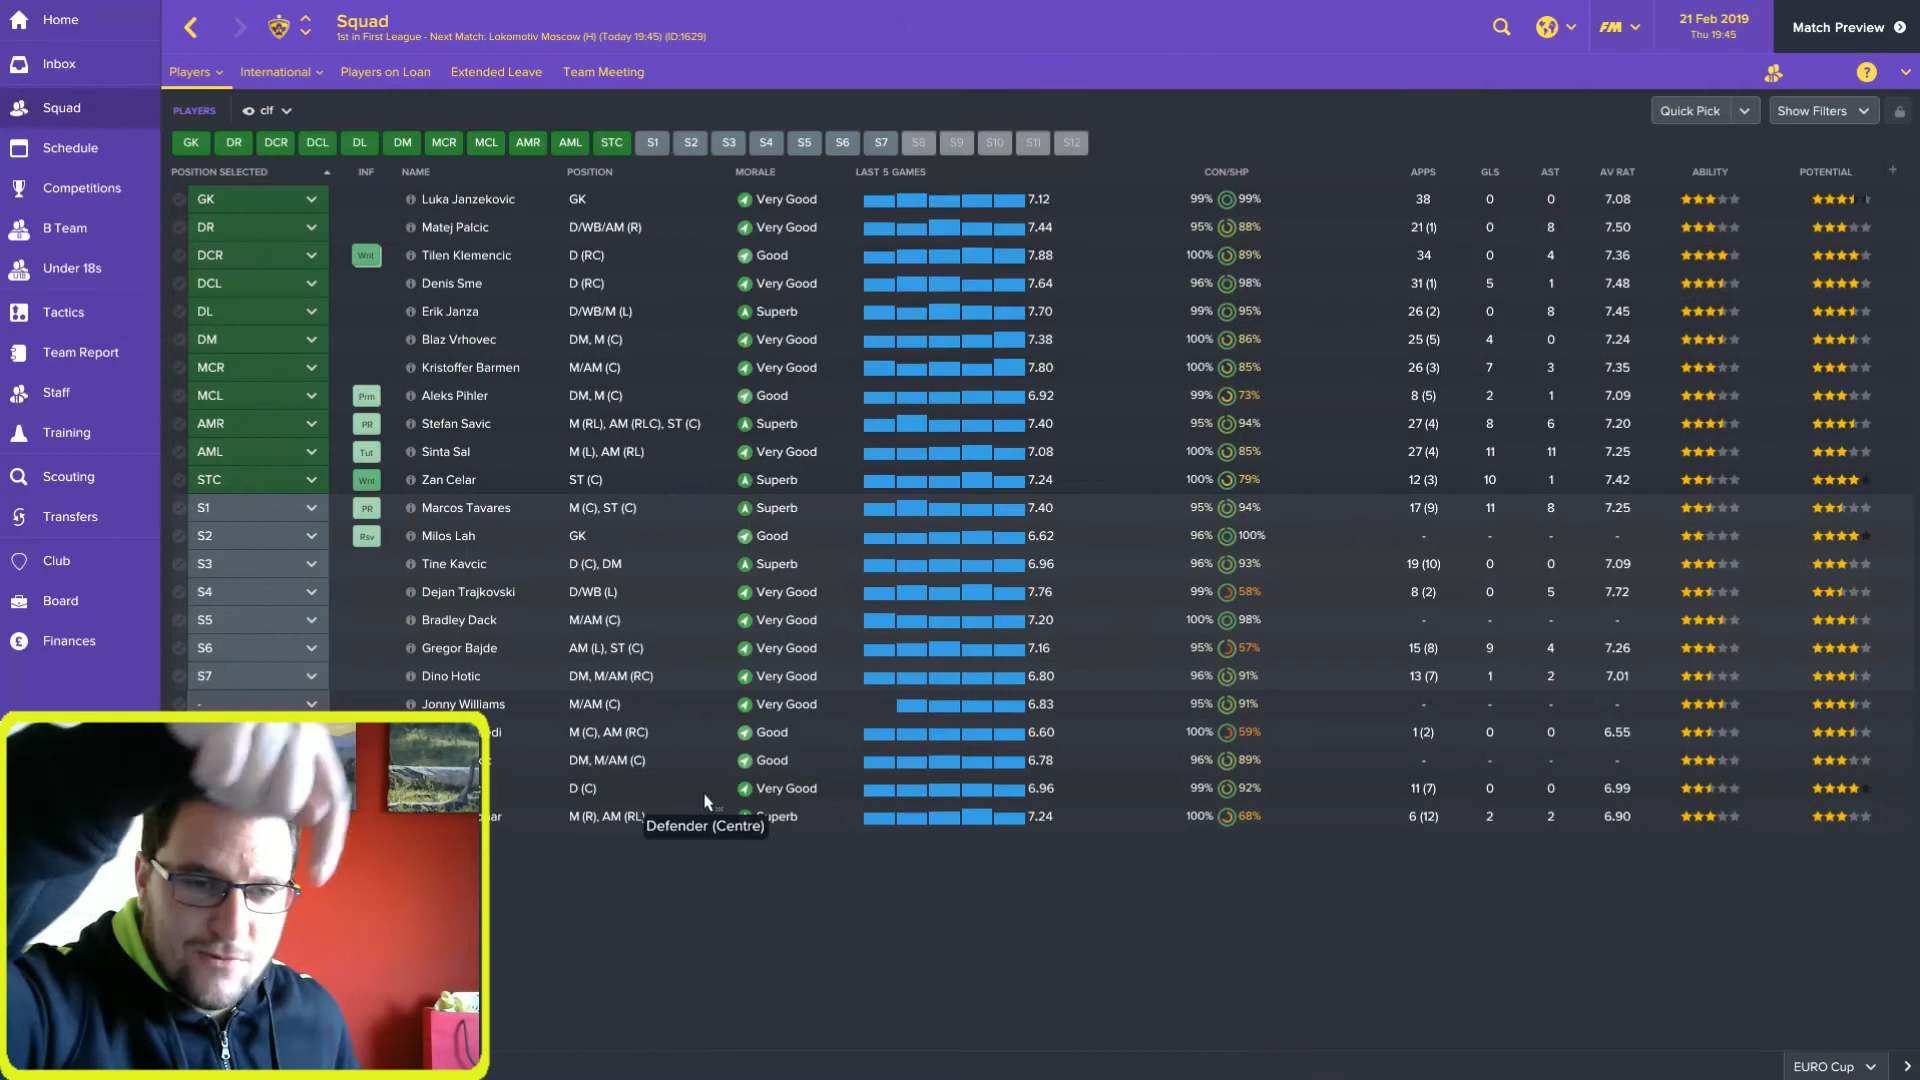 Home
Inbox
Squad
Schedule
Competitions
B Team
Under 18s
Tactics
Team Report
Staff
Training
Scouting
Transfers
Club
Board
Finances
Squad
1st in First League - Next Match: Lokomotiv Moscow (H) (Today 19:45) (ID:1629)
FM
21 Feb 2019
Thu 19:45
Match Preview
Players International Players on Loan Extended Leave Team Meeting
?
PLAYERS clf Quick Pick Show Filters
GK DR DCR DCL DL DM MCR MCL AMR AML STC S1 S2 S3 S4 S5 S6 S7 S8 S9 S10 S11 S12
POSITION SELECTED INF NAME POSITION MORALE LAST 5 GAMES CON/SHP APPS GLS AST AV RAT ABILITY POTENTIAL
GK Luka Janzekovic GK Very Good 7.12 99% 99% 38 0 0 7.08
DR Matej Palcic D/WB/AM (R) Very Good 7.44 95% 88% 21 (1) 0 8 7.50
DCR Wnt Tilen Klemencic D (RC) Good 7.88 100% 89% 34 0 4 7.36
DCL Denis Sme D (RC) Very Good 7.64 96% 98% 31 (1) 5 1 7.48
DL Erik Janza D/WB/M (L) Superb 7.70 99% 95% 26 (2) 0 8 7.45
DM Blaz Vrhovec DM, M (C) Very Good 7.38 100% 86% 25 (5) 4 0 7.24
MCR Kristoffer Barmen M/AM (C) Very Good 7.80 100% 85% 26 (3) 7 3 7.35
MCL Prm Aleks Pihler DM, M (C) Good 6.92 99% 73% 8 (5) 2 1 7.09
AMR PR Stefan Savic M (RL), AM (RLC), ST (C) Superb 7.40 95% 94% 27 (4) 8 6 7.20
AML Tut Sinta Sal M (L), AM (RL) Very Good 7.08 100% 85% 27 (4) 11 11 7.25
STC Wnt Zan Celar ST (C) Superb 7.24 100% 79% 12 (3) 10 1 7.42
S1 PR Marcos Tavares M (C), ST (C) Superb 7.40 95% 94% 17 (9) 11 8 7.25
S2 Rsv Milos Lah GK Good 6.62 96% 100% - - - -
S3 Tine Kavcic D (C), DM Superb 6.96 96% 93% 19 (10) 0 0 7.09
S4 Dejan Trajkovski D/WB (L) Very Good 7.76 99% 58% 8 (2) 0 5 7.72
S5 Bradley Dack M/AM (C) Very Good 7.20 100% 98% - - - -
S6 Gregor Bajde AM (L), ST (C) Very Good 7.16 95% 57% 15 (8) 9 4 7.26
S7 Dino Hotic DM, M/AM (RC) Very Good 6.80 96% 91% 13 (7) 1 2 7.01
- Jonny Williams M/AM (C) Very Good 6.83 95% 91% - - - -
di M (C), AM (RC) Good 6.60 100% 59% 1 (2) 0 0 6.55
DM, M/AM (C) Good 6.78 96% 89% - - - -
D (C) Very Good 6.96 99% 92% 11 (7) 0 0 6.99
ar M (R), AM (RL) perb 7.24 100% 68% 6 (12) 2 2 6.90
Defender (Centre)
EURO Cup